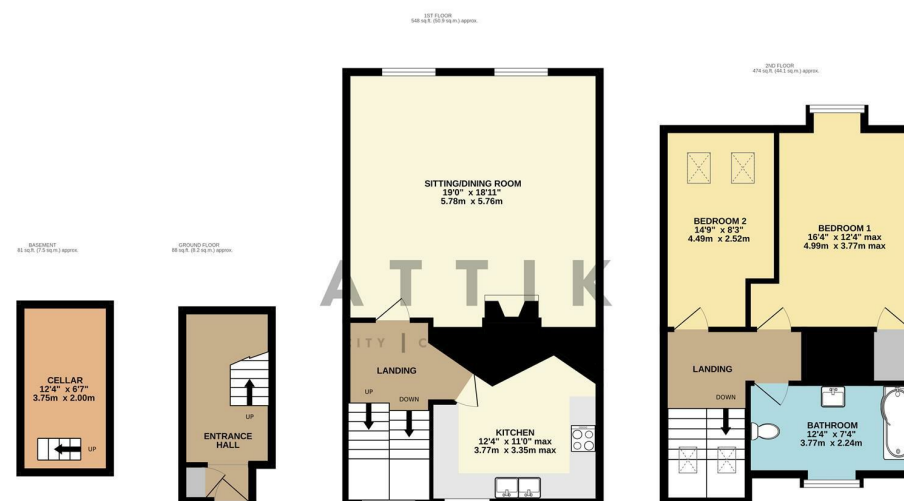 1ST FLOOR
548 sq.ft. (50.9 sq.m.) approx.
2ND FLOOR
474 sq.ft. (44.1 sq.m.) approx.
BASEMENT
81 sq.ft. (7.5 sq.m.) approx.
GROUND FLOOR
88 sq.ft. (8.2 sq.m.) approx.
SITTING/DINING ROOM
19'0" x 18'11"
5.78m x 5.76m
BEDROOM 2
14'9" x 8'3"
4.49m x 2.52m
BEDROOM 1
16'4" x 12'4" max
4.99m x 3.77m max
ATTIK
CITY | C
CELLAR
12'4" x 6'7"
3.75m x 2.00m
UP
UP
ENTRANCE
HALL
LANDING
UP
DOWN
KITCHEN
12'4" x 11'0" max
3.77m x 3.35m max
LANDING
DOWN
BATHROOM
12'4" x 7'4"
3.77m x 2.24m